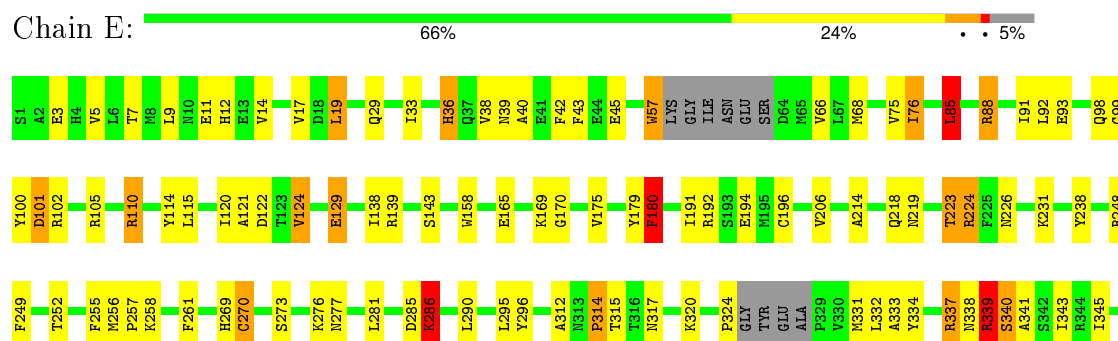 Chain E:
66% 24% • • 5%
S1 A2 E3 H4 V5 L6 T7 M8 L9 N10 E11 H12 E13 V14 V17 D18 L19 Q29 I33 H36 Q37 V38 N39 A40 E41 F42 F43 E44 E45 W57 LYS GLY ILE ASN GLU SER D64 M65 V66 L67 M68 V75 I76 L85 R88 I91 L92 E93 Q98
Y100 D101 R102 R105 R110 Y114 L115 I120 A121 D122 T123 V124 E129 I138 R139 S143 W158 E165 K169 G170 V175 Y179 F180 I191 R192 S193 E194 M195 C196 V206 A214 Q218 N219 T223 R224 F225 N226 K231 Y238
F249 T252 F255 M256 P257 K258 F261 H269 C270 S273 K276 N277 L281 D285 K286 L290 L295 Y296 A312 N313 P314 T315 T316 N317 K320 P324 GLY TYR GLU ALA P329 V330 M331 L332 A333 Y334 R337 N338 R339 S340 A341 S342 I343 R344 I345